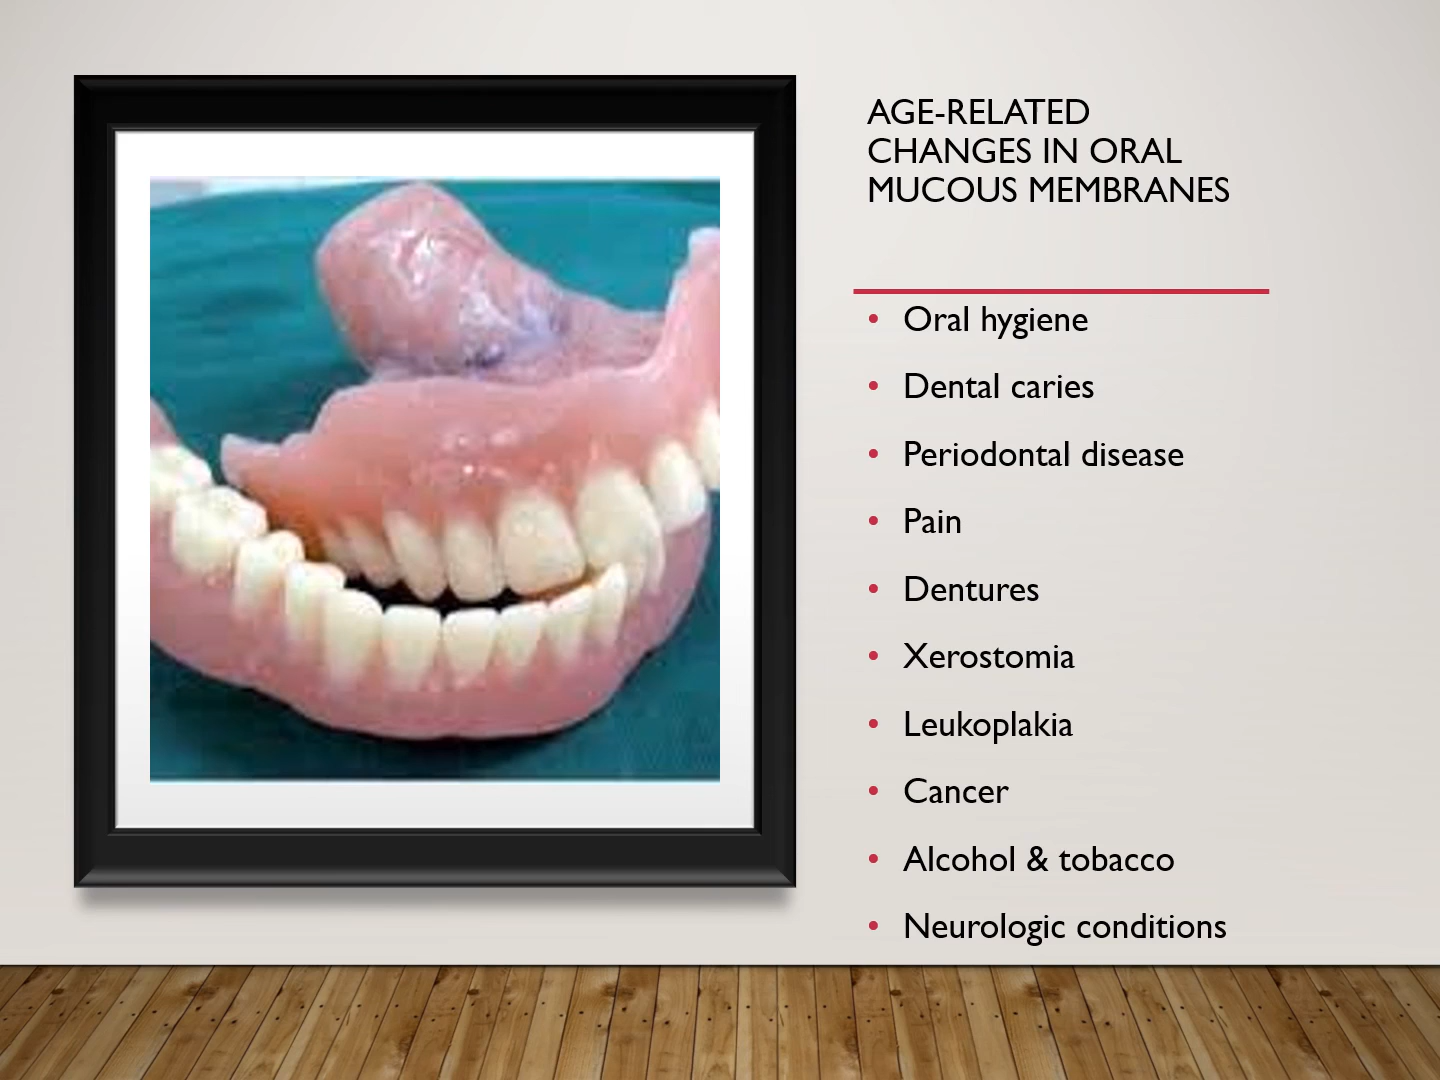 AGE-RELATED
CHANGES IN ORAL
MUCOUS MEMBRANES
• Oral hygiene
• Dental caries
• Periodontal disease
• Pain
• Dentures
• Xerostomia
• Leukoplakia
• Cancer
• Alcohol & tobacco
• Neurologic conditions